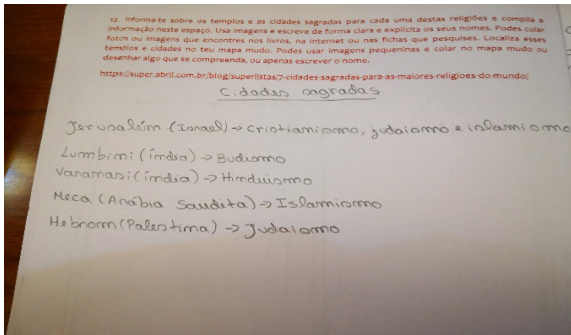 12. Informa-te sobre os templos e as cidades sagradas para cada uma destas religiões e compila a
informação neste espaço. Usa imagens e escreve de forma clara e explícita os seus nomes. Podes colar
fotos ou imagens que encontres nos livros, na internet ou nas fichas que pesquises. Localiza esses
templos e cidades no teu mapa mudo. Podes usar imagens pequeninas e colar no mapa mudo ou
desenhar algo que se compreenda, ou apenas escrever o nome.
https://super.abril.com.br/blog/superlistas/7-cidades-sagradas-para-as-maiores-religioes-do-mundo/
Cidades sagradas
Jerusalém (Israel) → Cristianismo, judaísmo e islamismo
Lumbini (índia) → Budismo
Varanasi (índia) → Hinduísmo
Meca (Arábia Saudita) → Islamismo
Hebrom (Palestina) → Judaísmo